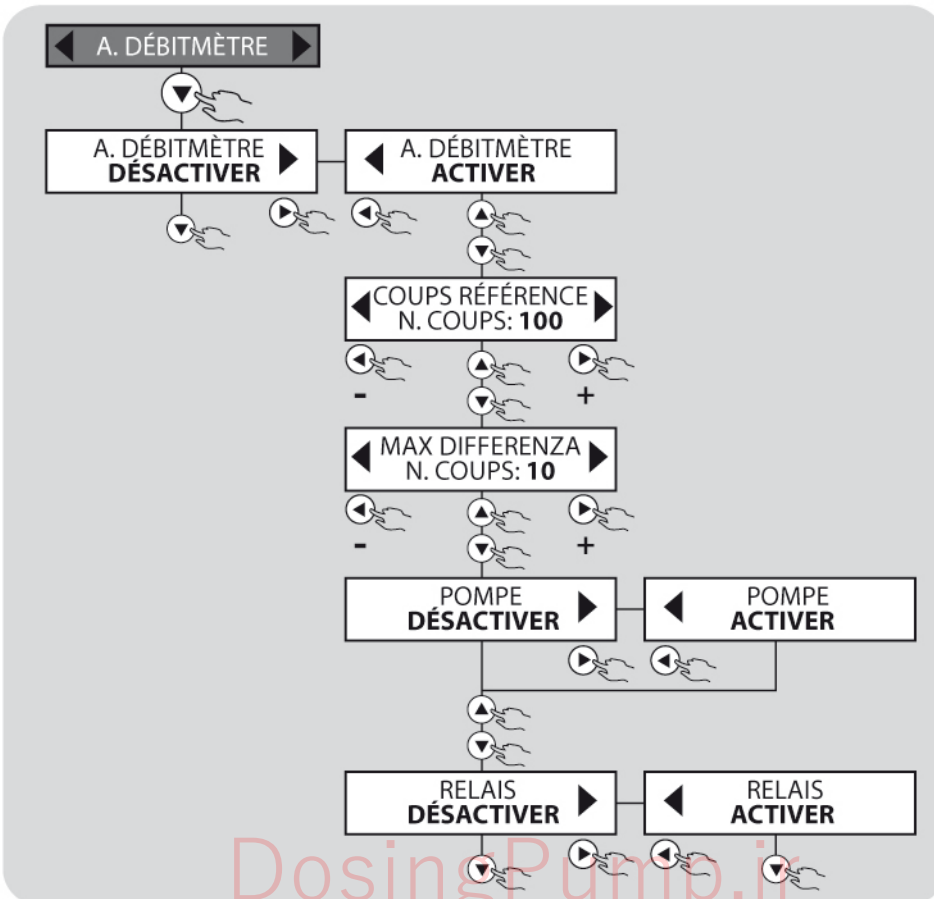 A. DÉBITMÈTRE
A. DÉBITMÈTRE
DÉSACTIVER
A. DÉBITMÈTRE
ACTIVER
COUPS RÉFÉRENCE
N. COUPS: 100
-
+
MAX DIFFERENZA
N. COUPS: 10
-
+
POMPE
DÉSACTIVER
POMPE
ACTIVER
RELAIS
DÉSACTIVER
RELAIS
ACTIVER
DosingPump.ir